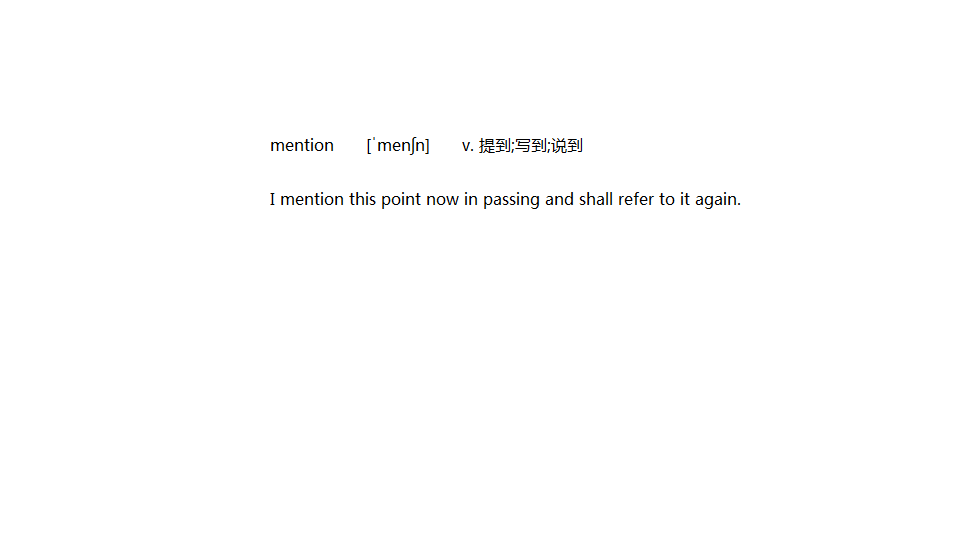 mention [ˈmenʃn] v. 提到;写到;说到
I mention this point now in passing and shall refer to it again.